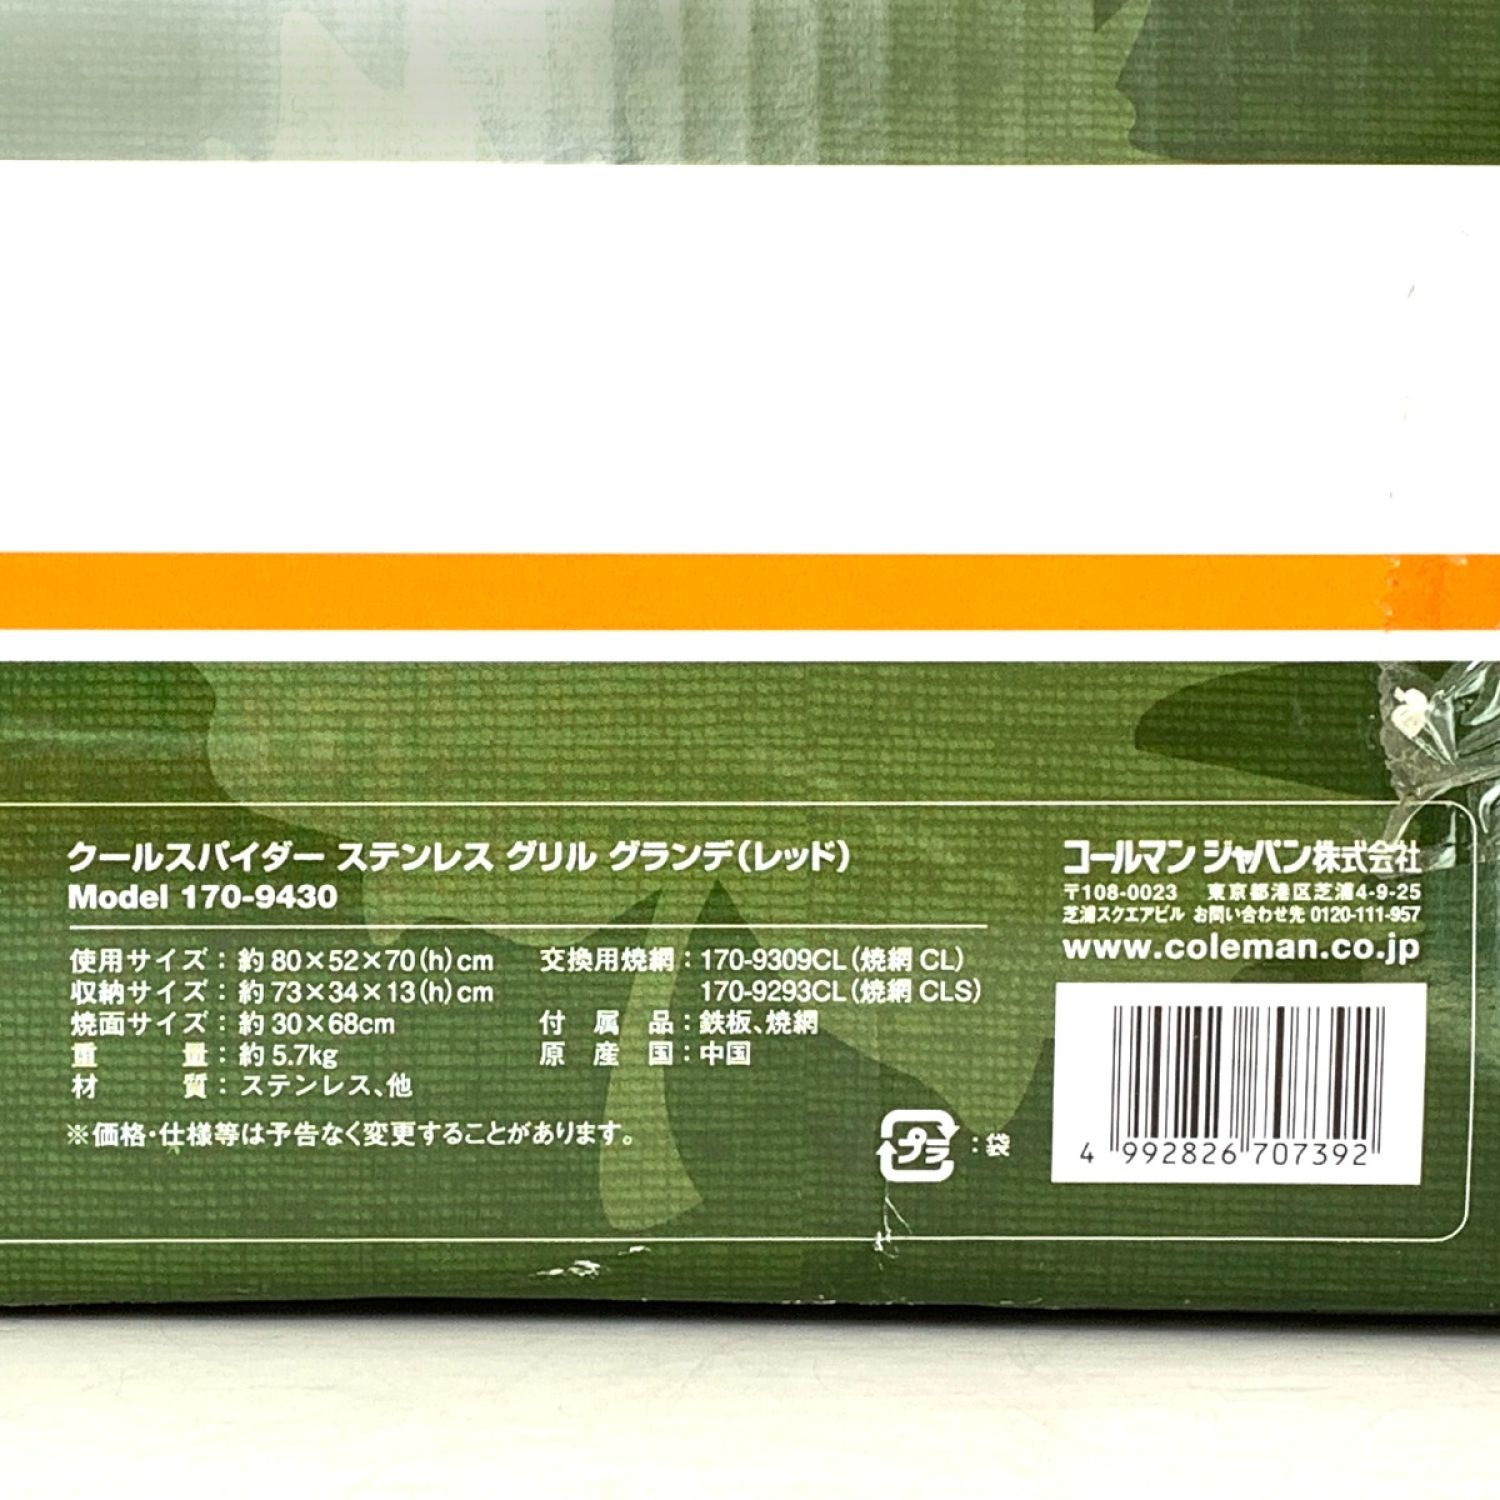 クールスパイダー ステンレス グリル グランデ(レッド)
Model 170-9430
使用サイズ：約80×52×70(h)cm
収納サイズ：約73×34×13(h)cm
焼面サイズ：約30×68cm
重量：約5.7kg
材質：ステンレス、他
交換用焼網：170-9309CL(焼網 CL)
170-9293CL(焼網 CLS)
付属品：鉄板、焼網
原産国：中国
※価格・仕様等は予告なく変更することがあります。
プラ：袋
コールマン ジャパン株式会社
〒108-0023 東京都港区芝浦4-9-25
芝浦スクエアビル お問い合わせ先 0120-111-957
www.coleman.co.jp
4 992826 707392